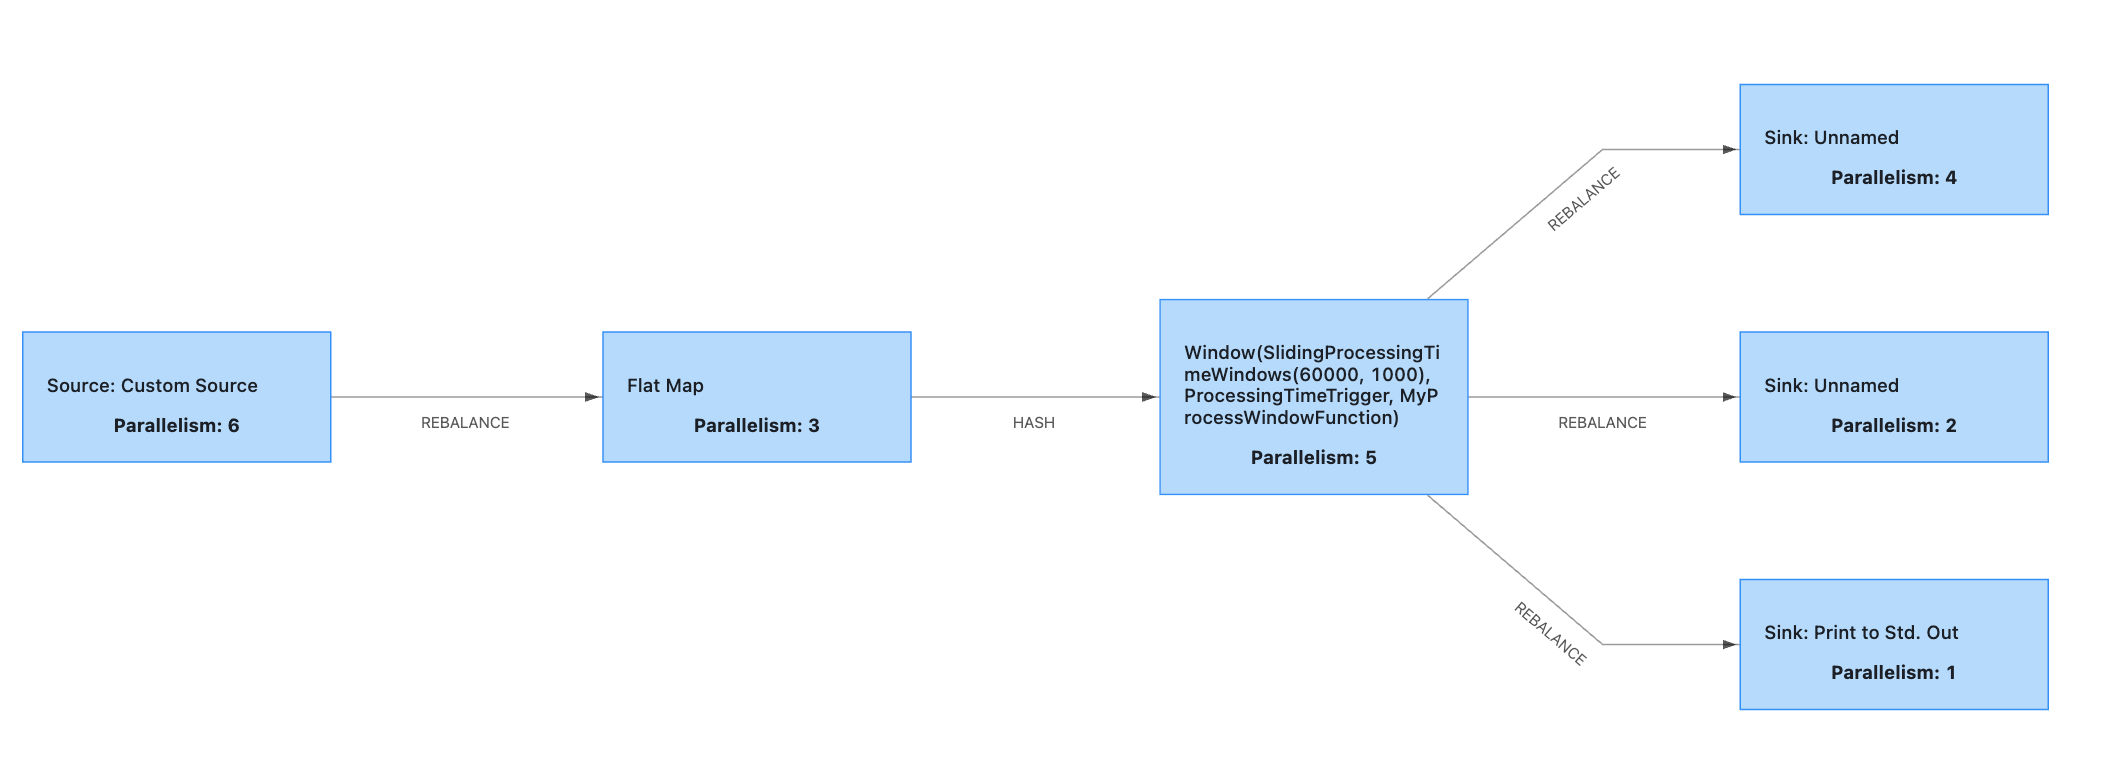 Source: Custom Source
Parallelism: 6
REBALANCE
Flat Map
Parallelism: 3
HASH
Window(SlidingProcessingTi
meWindows(60000, 1000),
ProcessingTimeTrigger, MyP
rocessWindowFunction)
Parallelism: 5
REBALANCE
Sink: Unnamed
Parallelism: 4
REBALANCE
Sink: Unnamed
Parallelism: 2
REBALANCE
Sink: Print to Std. Out
Parallelism: 1